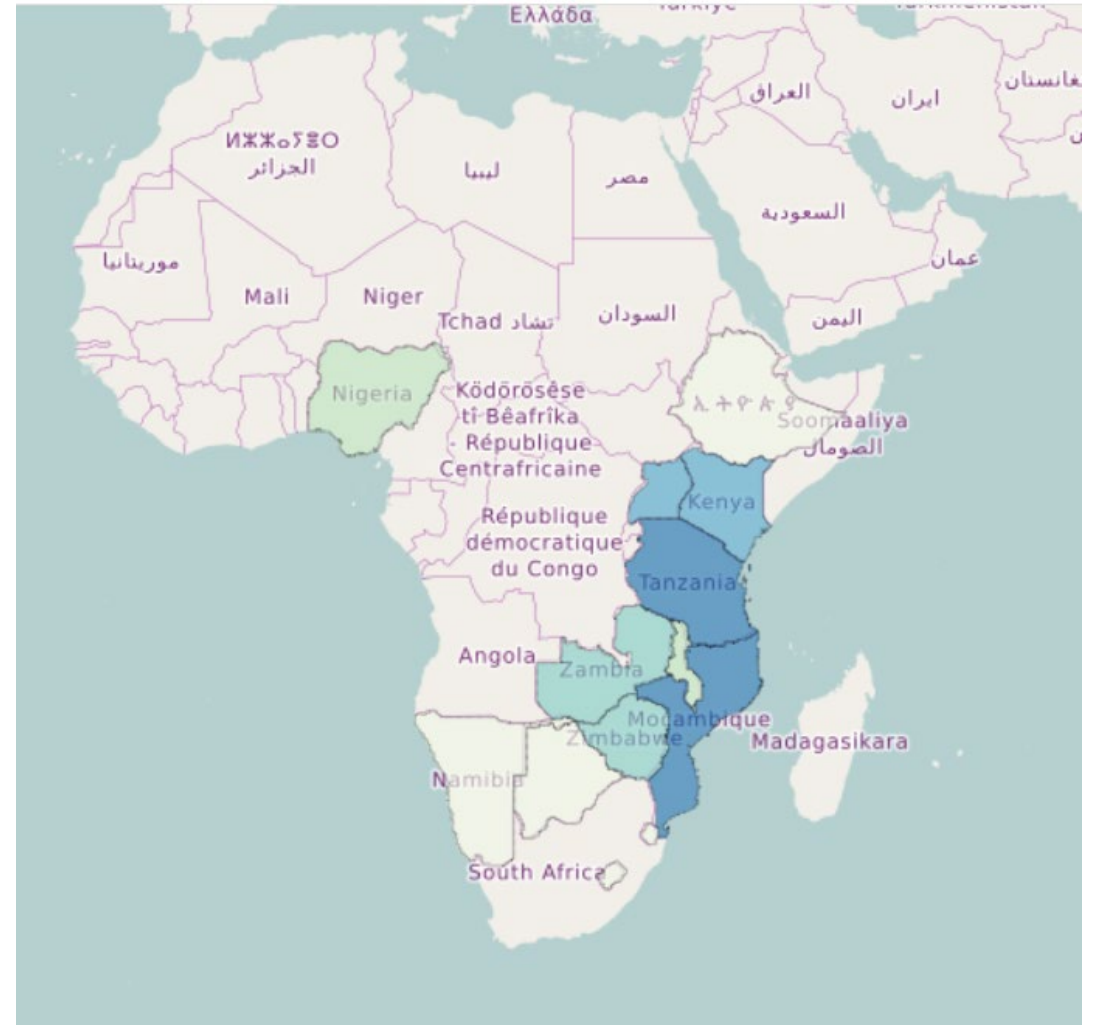 Ελλάδα
ⵍⵣⵣⴰⵢⴻⵔ
الجزائر
ليبيا
مصر
العراق
ایران
السعودية
عمان
اليمن
موريتانيا
Mali
Niger
Tchad تشاد
السودان
Nigeria
Ködörösêse
tî Bêafrîka
- République
Centrafricaine
ኢትዮጵያ
Soomaaliya
الصومال
Kenya
République
démocratique
du Congo
Tanzania
Angola
Zambia
Moçambique
Zimbabwe
Madagasikara
Namibia
South Africa